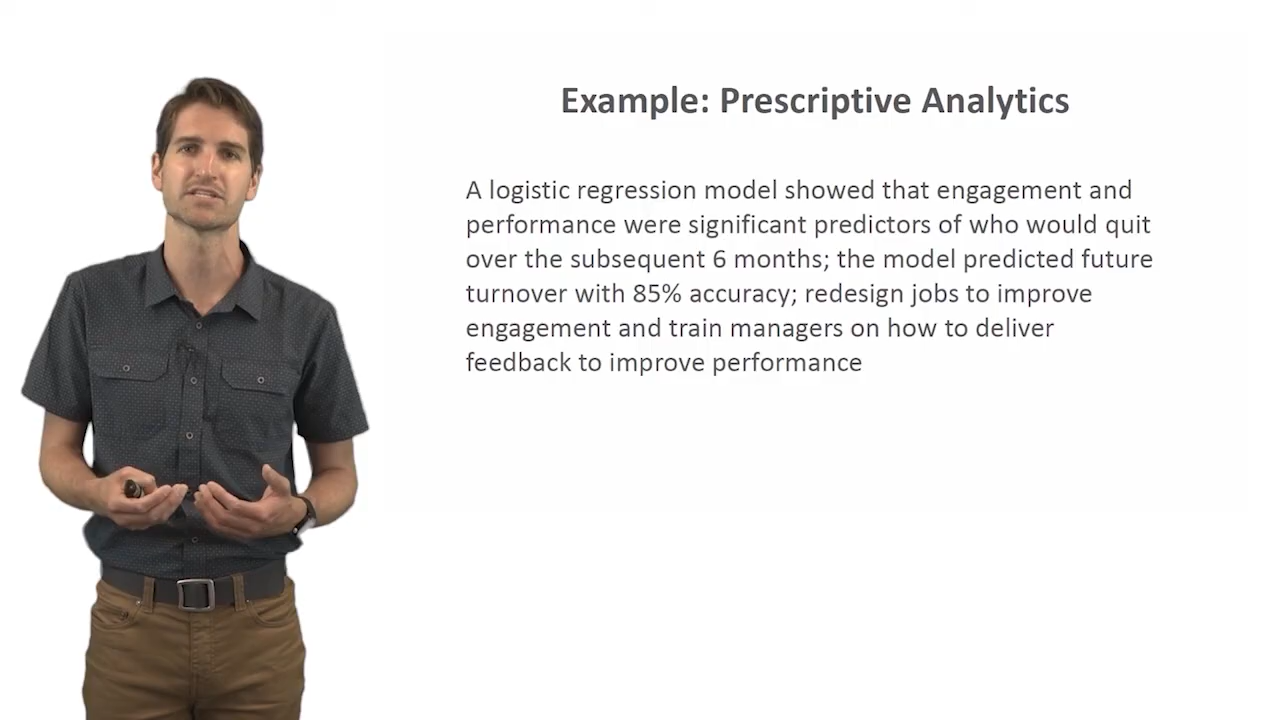 Example: Prescriptive Analytics
A logistic regression model showed that engagement and
performance were significant predictors of who would quit
over the subsequent 6 months; the model predicted future
turnover with 85% accuracy; redesign jobs to improve
engagement and train managers on how to deliver
feedback to improve performance